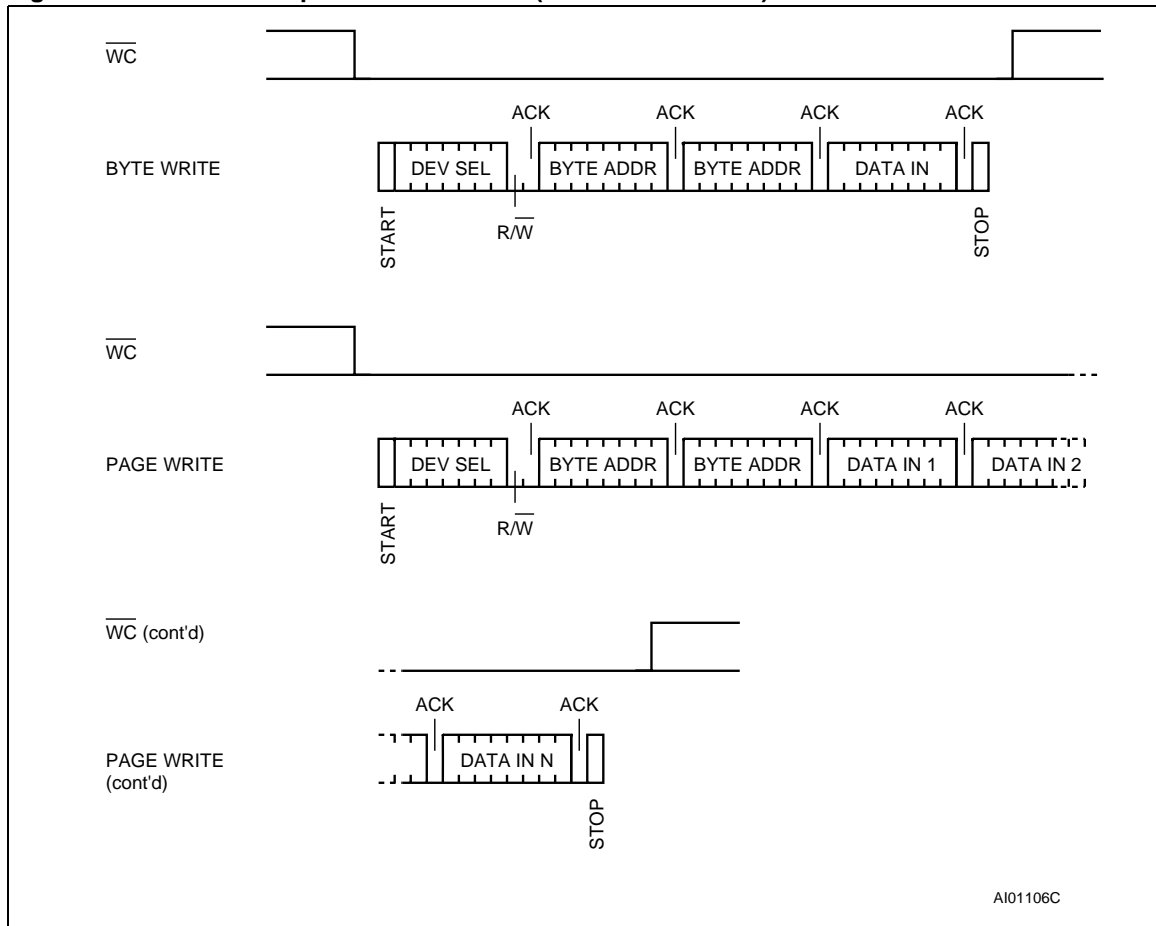 WC
ACK ACK ACK ACK
BYTE WRITE
DEV SEL BYTE ADDR BYTE ADDR DATA IN
START
R/W
STOP
WC
ACK ACK ACK ACK
PAGE WRITE
DEV SEL BYTE ADDR BYTE ADDR DATA IN 1 DATA IN 2
START
R/W
WC (cont'd)
ACK ACK
PAGE WRITE
(cont'd)
DATA IN N
STOP
AI01106C